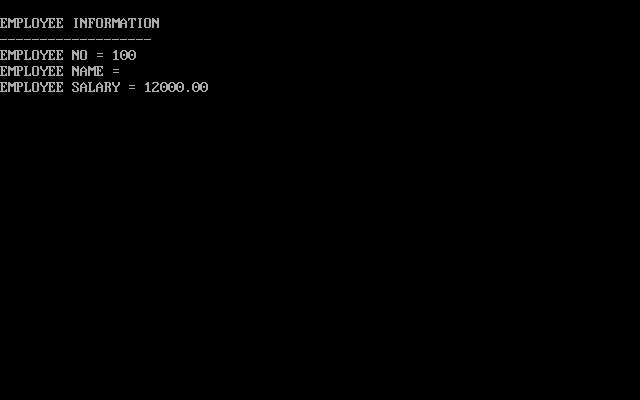 EMPLOYEE INFORMATION
-------------------
EMPLOYEE NO = 100
EMPLOYEE NAME =
EMPLOYEE SALARY = 12000.00